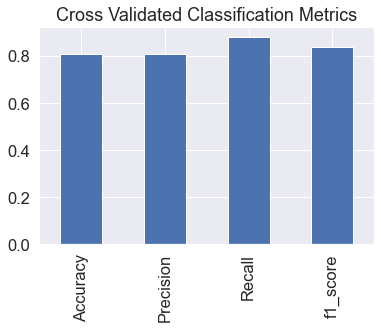 Cross Validated Classification Metrics
0.8
0.6
0.4
0.2
0.0
Accuracy
Precision
Recall
f1_score